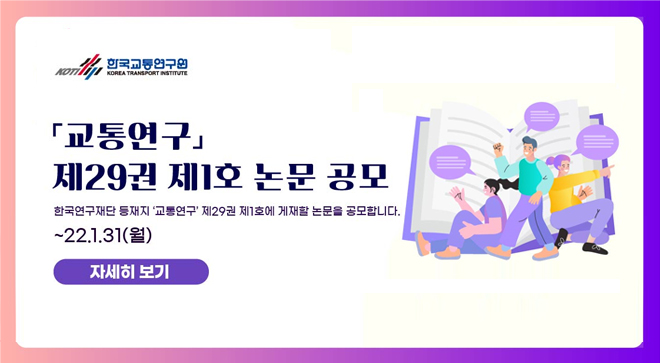 KOTI 한국교통연구원
KOREA TRANSPORT INSTITUTE
「교통연구」
제29권 제1호 논문 공모
한국연구재단 등재지 '교통연구' 제29권 제1호에 게재할 논문을 공모합니다.
~22.1.31(월)
자세히 보기